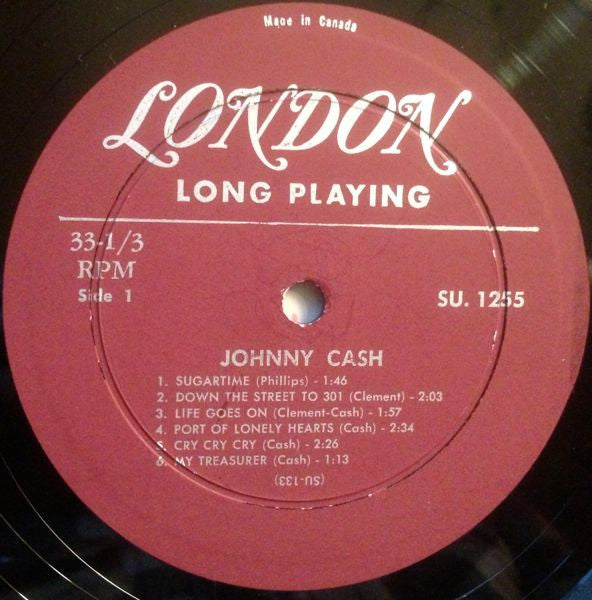 Made in Canada
LONDON
LONG PLAYING
33-1/3
RPM
Side 1
SU. 1255
JOHNNY CASH
1. SUGARTIME (Phillips) - 1:46
2. DOWN THE STREET TO 301 (Clement) - 2:03
3. LIFE GOES ON (Clement-Cash) - 1:57
4. PORT OF LONELY HEARTS (Cash) - 2:34
5. CRY CRY CRY (Cash) - 2:26
6. MY TREASURER (Cash) - 1:13
(SU-133)